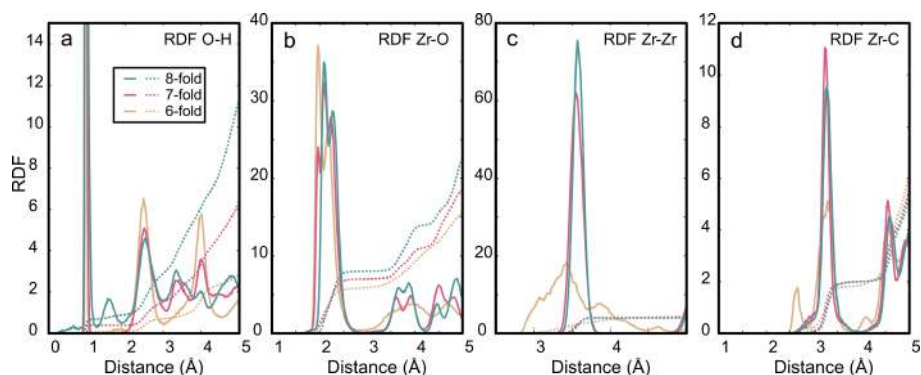 a RDF O-H
8-fold
7-fold
6-fold
RDF
14
12
10
8
6
4
2
0
0 1 2 3 4 5
Distance (Å)
b RDF Zr-O
40
30
20
10
0
0 1 2 3 4 5
Distance (Å)
c RDF Zr-Zr
80
60
40
20
0
3 4
Distance (Å)
d RDF Zr-C
12
10
8
6
4
2
0
1 2 3 4 5
Distance (Å)